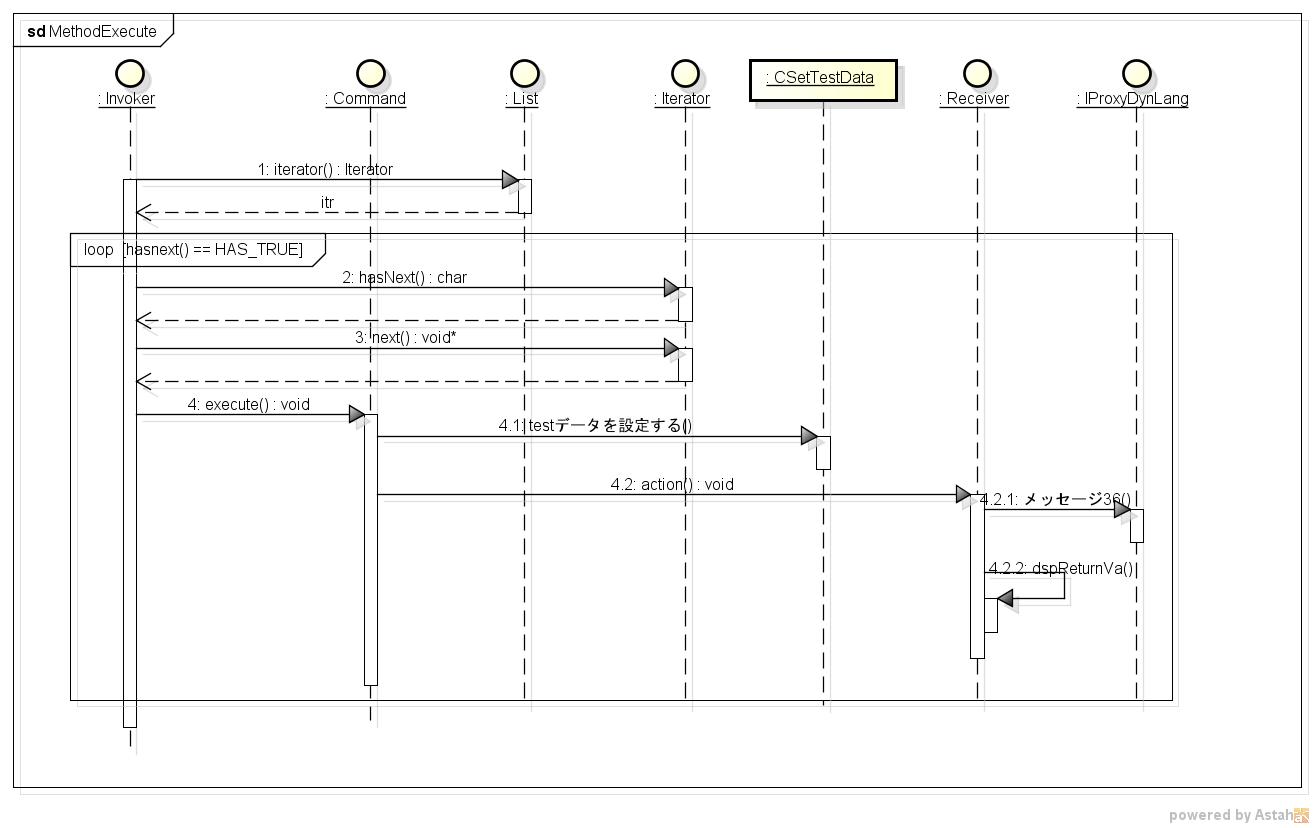 sd MethodExecute
: Invoker
: Command
: List
: Iterator
: CSetTestData
: Receiver
: IProxyDynLang
1: iterator() : Iterator
itr
loop [hasnext() == HAS_TRUE]
2: hasNext() : char
3: next() : void*
4: execute() : void
4.1: testデータを設定する()
4.2: action() : void
4.2.1: メッセージ36()
4.2.2: dspReturnVa()
powered by Astah